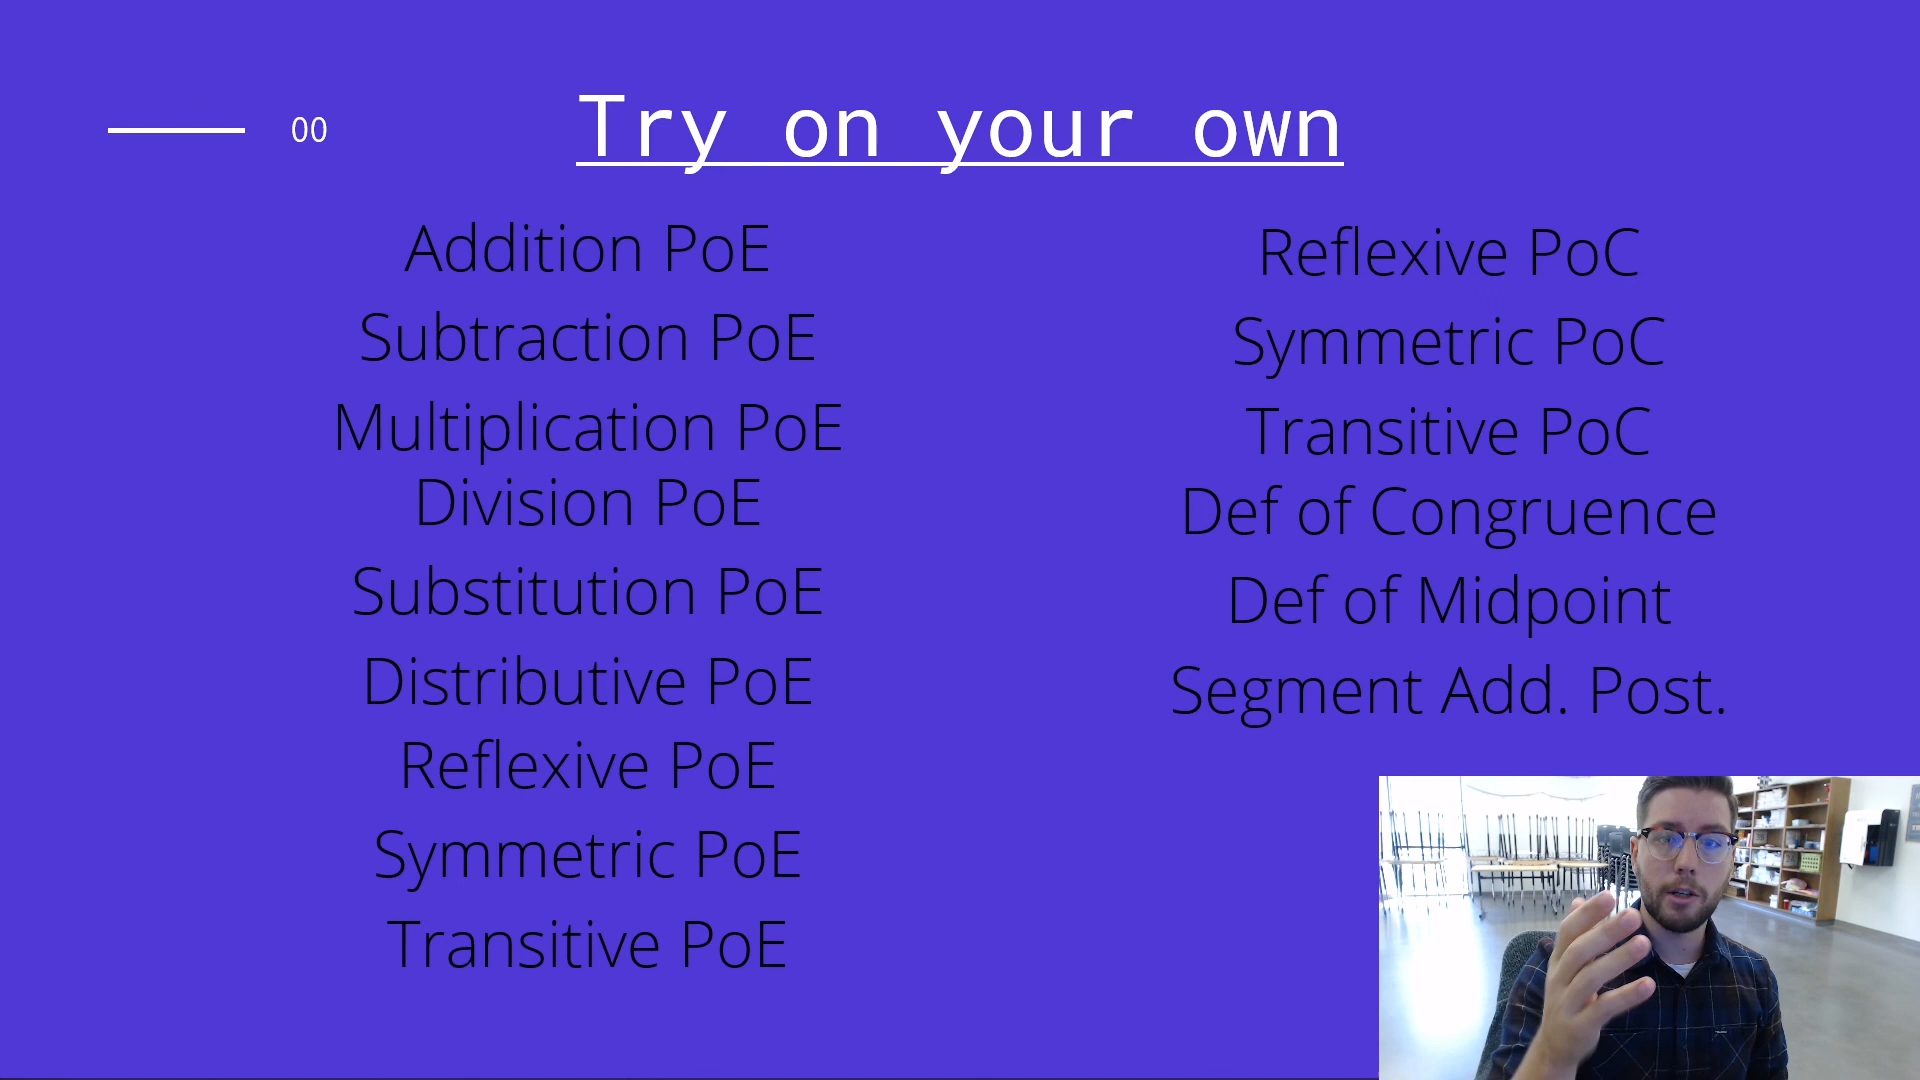 00
Try on your own
Addition PoE
Subtraction PoE
Multiplication PoE
Division PoE
Substitution PoE
Distributive PoE
Reflexive PoE
Symmetric PoE
Transitive PoE
Reflexive PoC
Symmetric PoC
Transitive PoC
Def of Congruence
Def of Midpoint
Segment Add. Post.